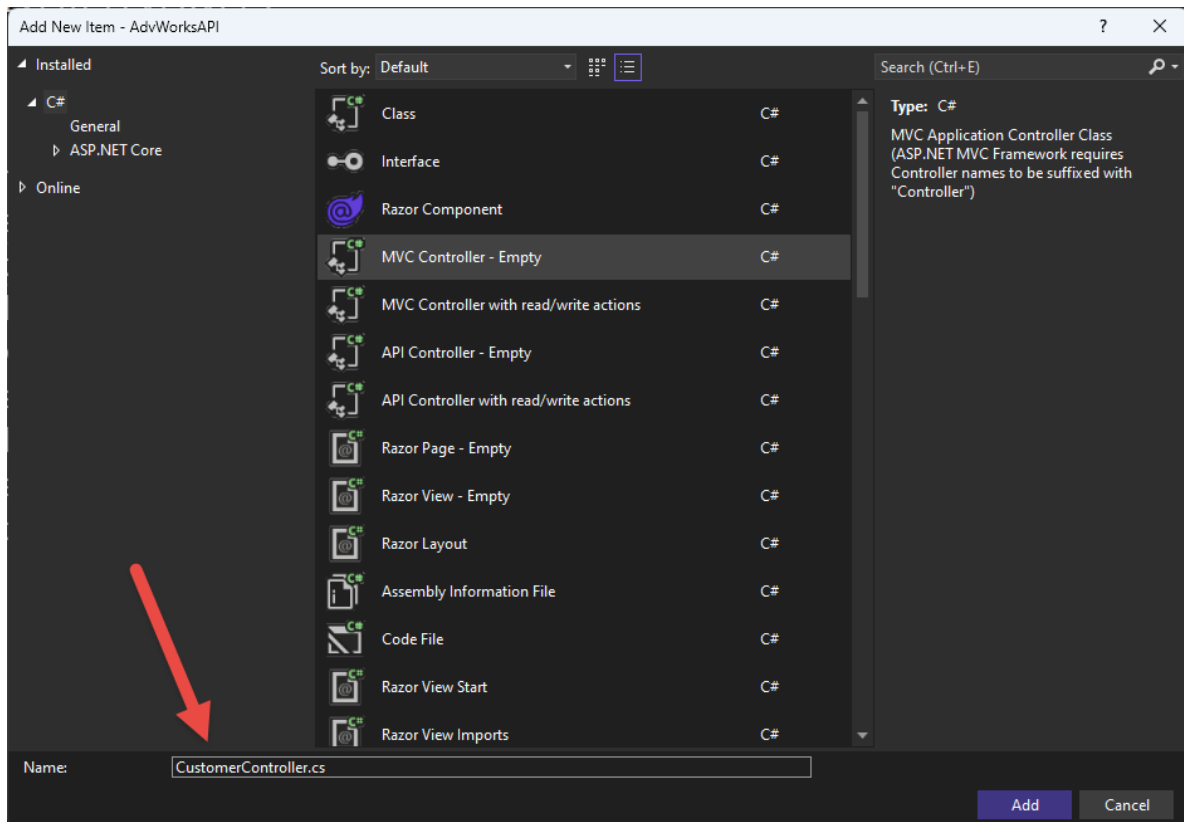 Add New Item - AdvWorksAPI
?
Installed
C#
General
ASP.NET Core
Online
Sort by: Default
Class C#
Interface C#
Razor Component C#
MVC Controller - Empty C#
MVC Controller with read/write actions C#
API Controller - Empty C#
API Controller with read/write actions C#
Razor Page - Empty C#
Razor View - Empty C#
Razor Layout C#
Assembly Information File C#
Code File C#
Razor View Start C#
Razor View Imports C#
Search (Ctrl+E)
Type: C#
MVC Application Controller Class
(ASP.NET MVC Framework requires
Controller names to be suffixed with
"Controller")
Name: CustomerController.cs
Add Cancel